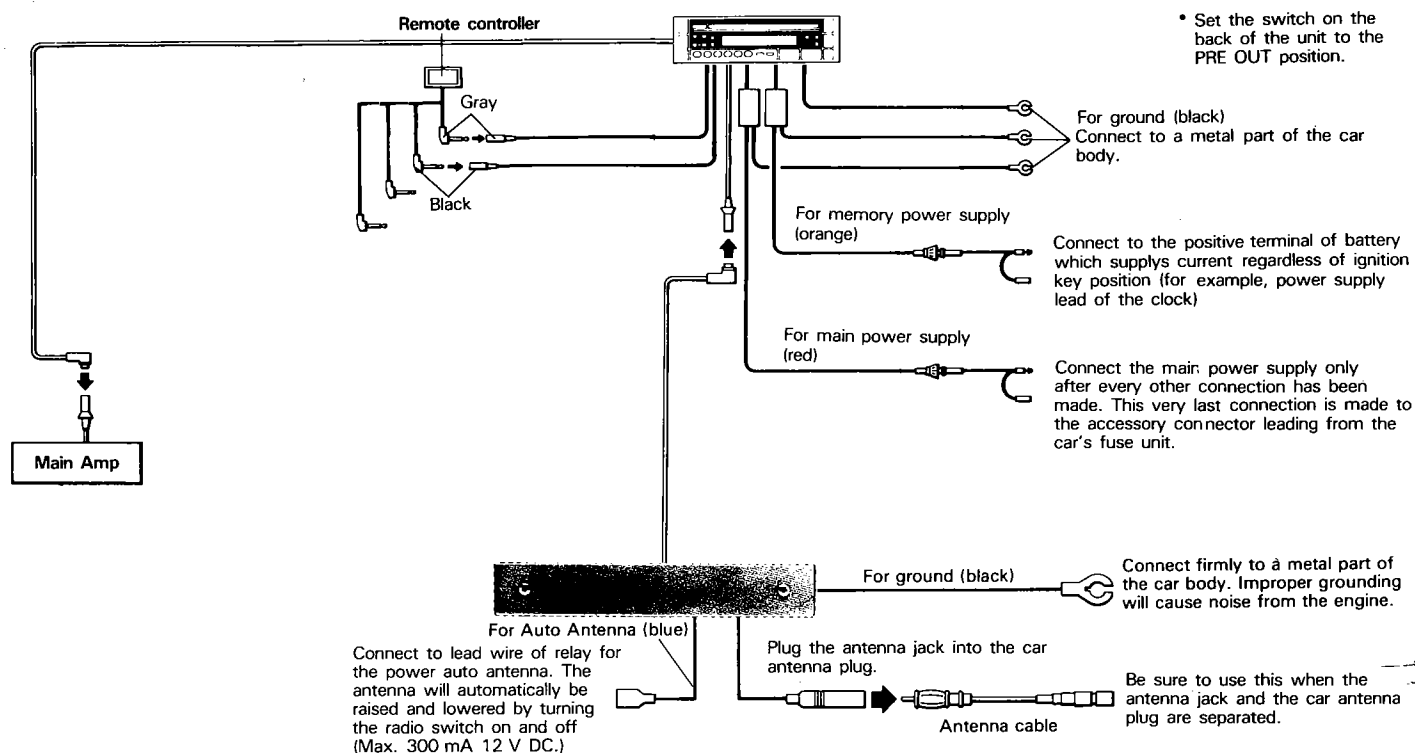 Remote controller
• Set the switch on the
back of the unit to the
PRE OUT position.
Gray
Black
For ground (black)
Connect to a metal part of the car
body.
For memory power supply
(orange)
Connect to the positive terminal of battery
which supplys current regardless of ignition
key position (for example, power supply
lead of the clock)
For main power supply
(red)
Connect the main power supply only
after every other connection has been
made. This very last connection is made to
the accessory connector leading from the
car's fuse unit.
Main Amp
For ground (black)
Connect firmly to a metal part of
the car body. Improper grounding
will cause noise from the engine.
For Auto Antenna (blue)
Connect to lead wire of relay for
the power auto antenna. The
antenna will automatically be
raised and lowered by turning
the radio switch on and off
(Max. 300 mA 12 V DC.)
Plug the antenna jack into the car
antenna plug.
Antenna cable
Be sure to use this when the
antenna jack and the car antenna
plug are separated.